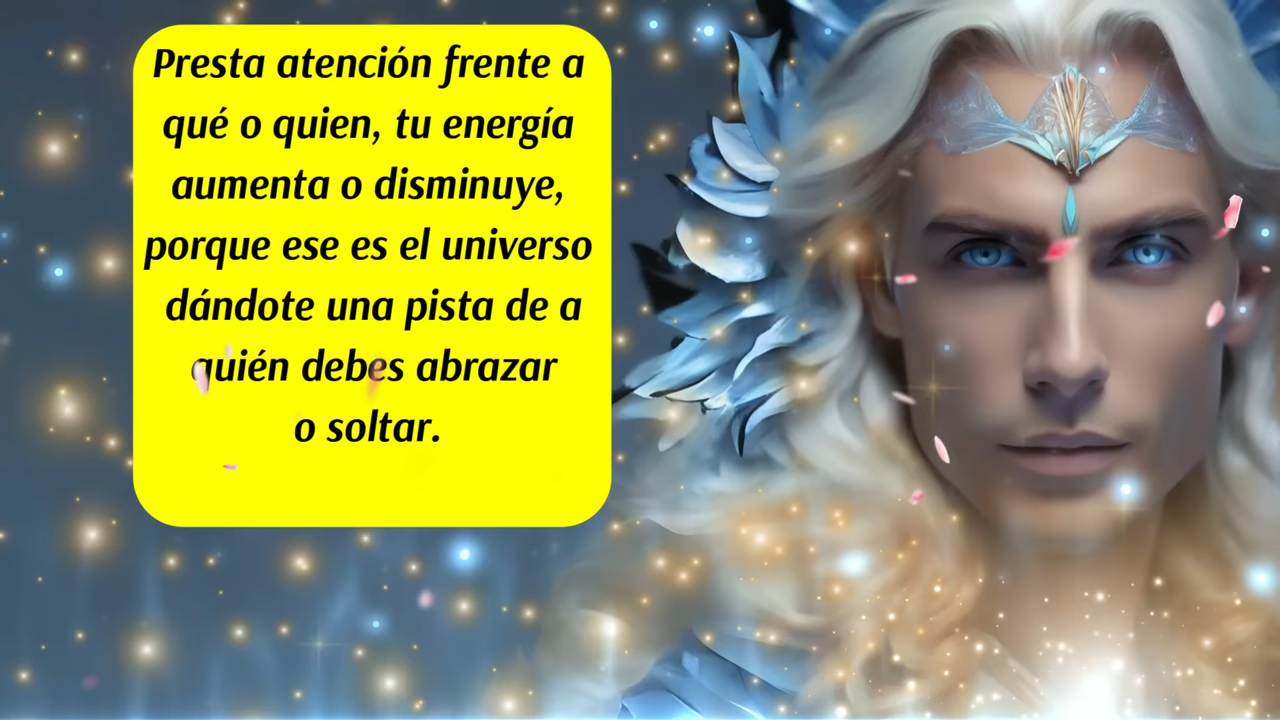 Presta atención frente a
qué o quien, tu energía
aumenta o disminuye,
porque ese es el universo
dándote una pista de a
quién debes abrazar
o soltar.